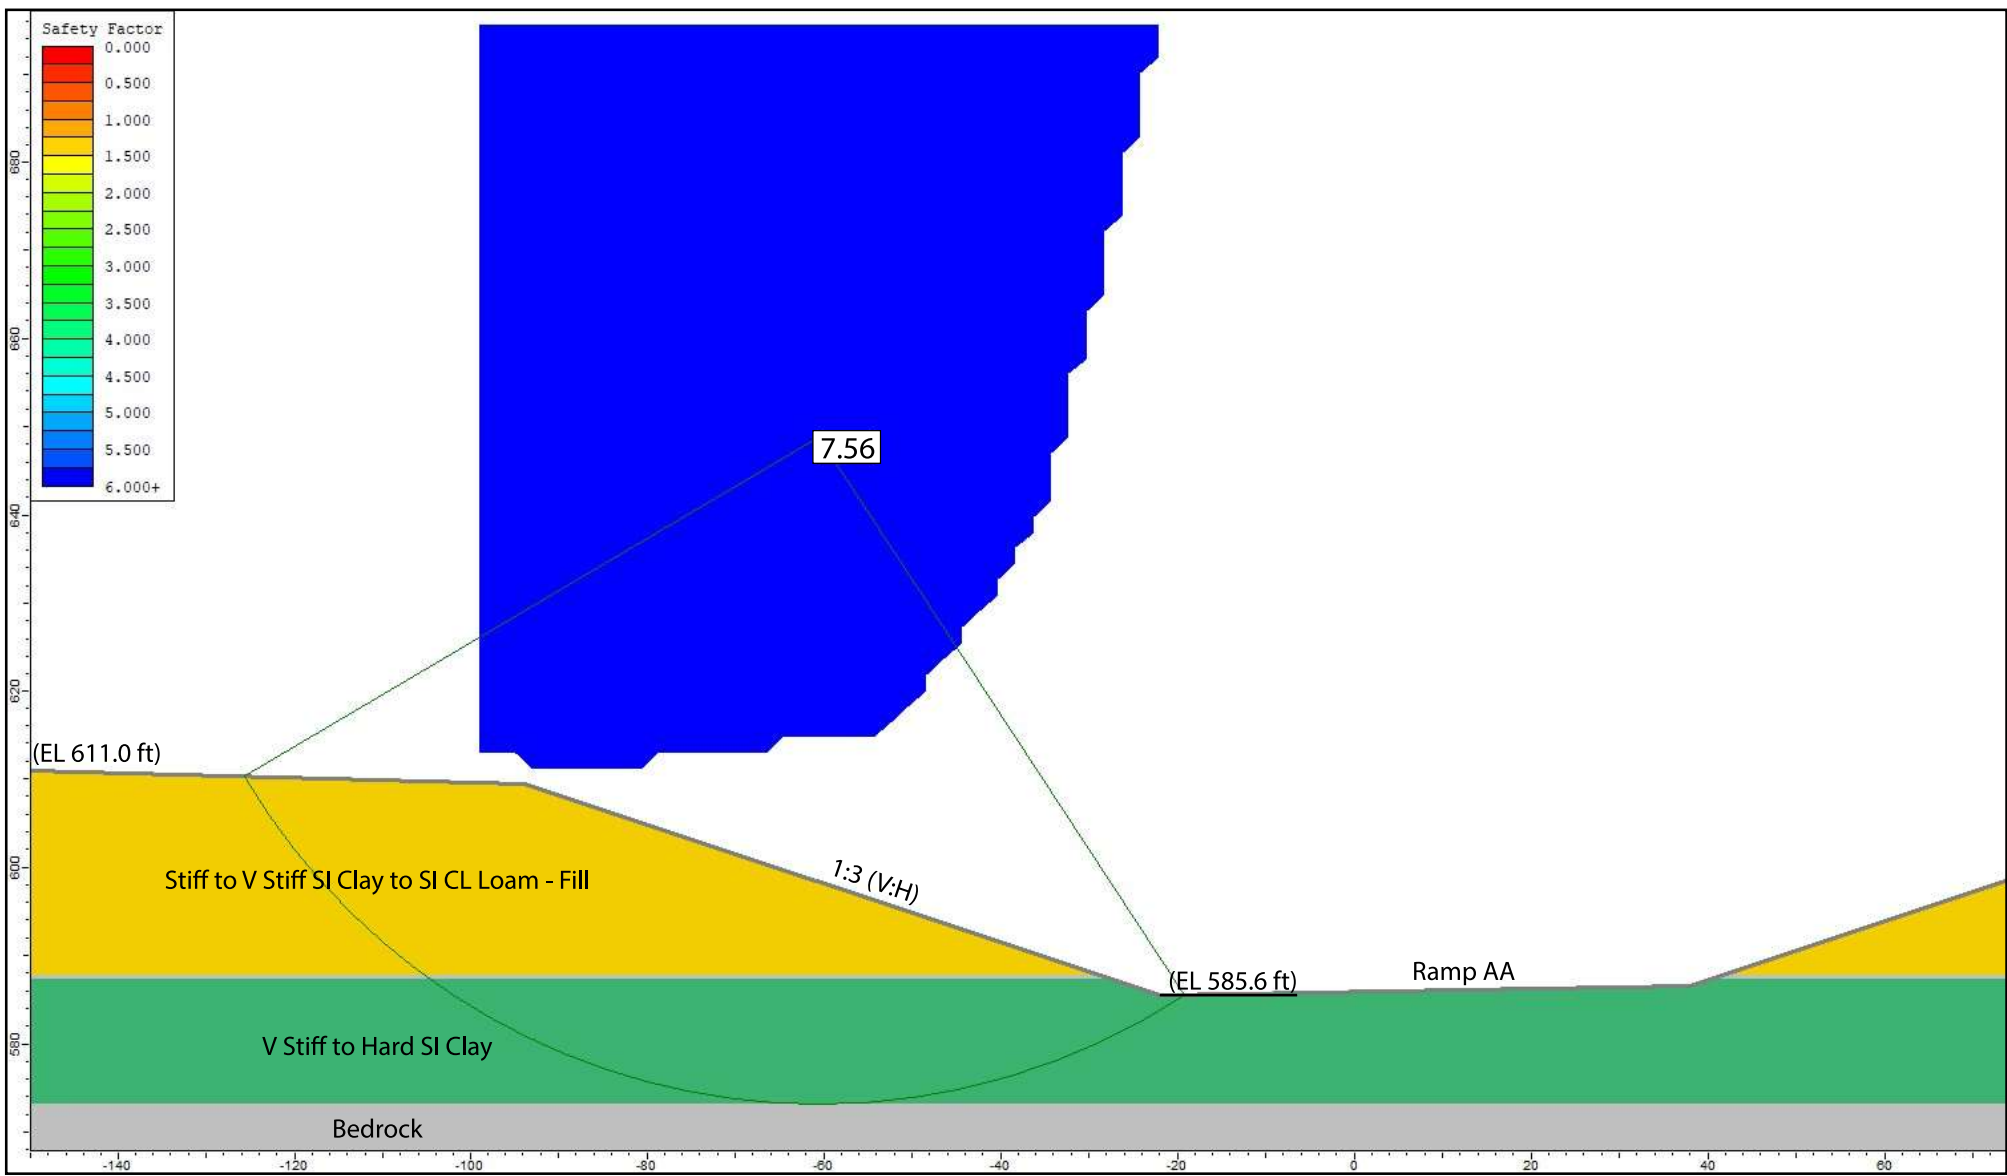 Safety Factor
0.000
0.500
1.000
1.500
2.000
2.500
3.000
3.500
4.000
4.500
5.000
5.500
6.000+
680
660
640
620
600
580
7.56
(EL 611.0 ft)
Stiff to V Stiff SI Clay to SI CL Loam - Fill
1:3 (V:H)
(EL 585.6 ft)
Ramp AA
V Stiff to Hard SI Clay
Bedrock
-140 -120 -100 -80 -60 -40 -20 0 20 40 60